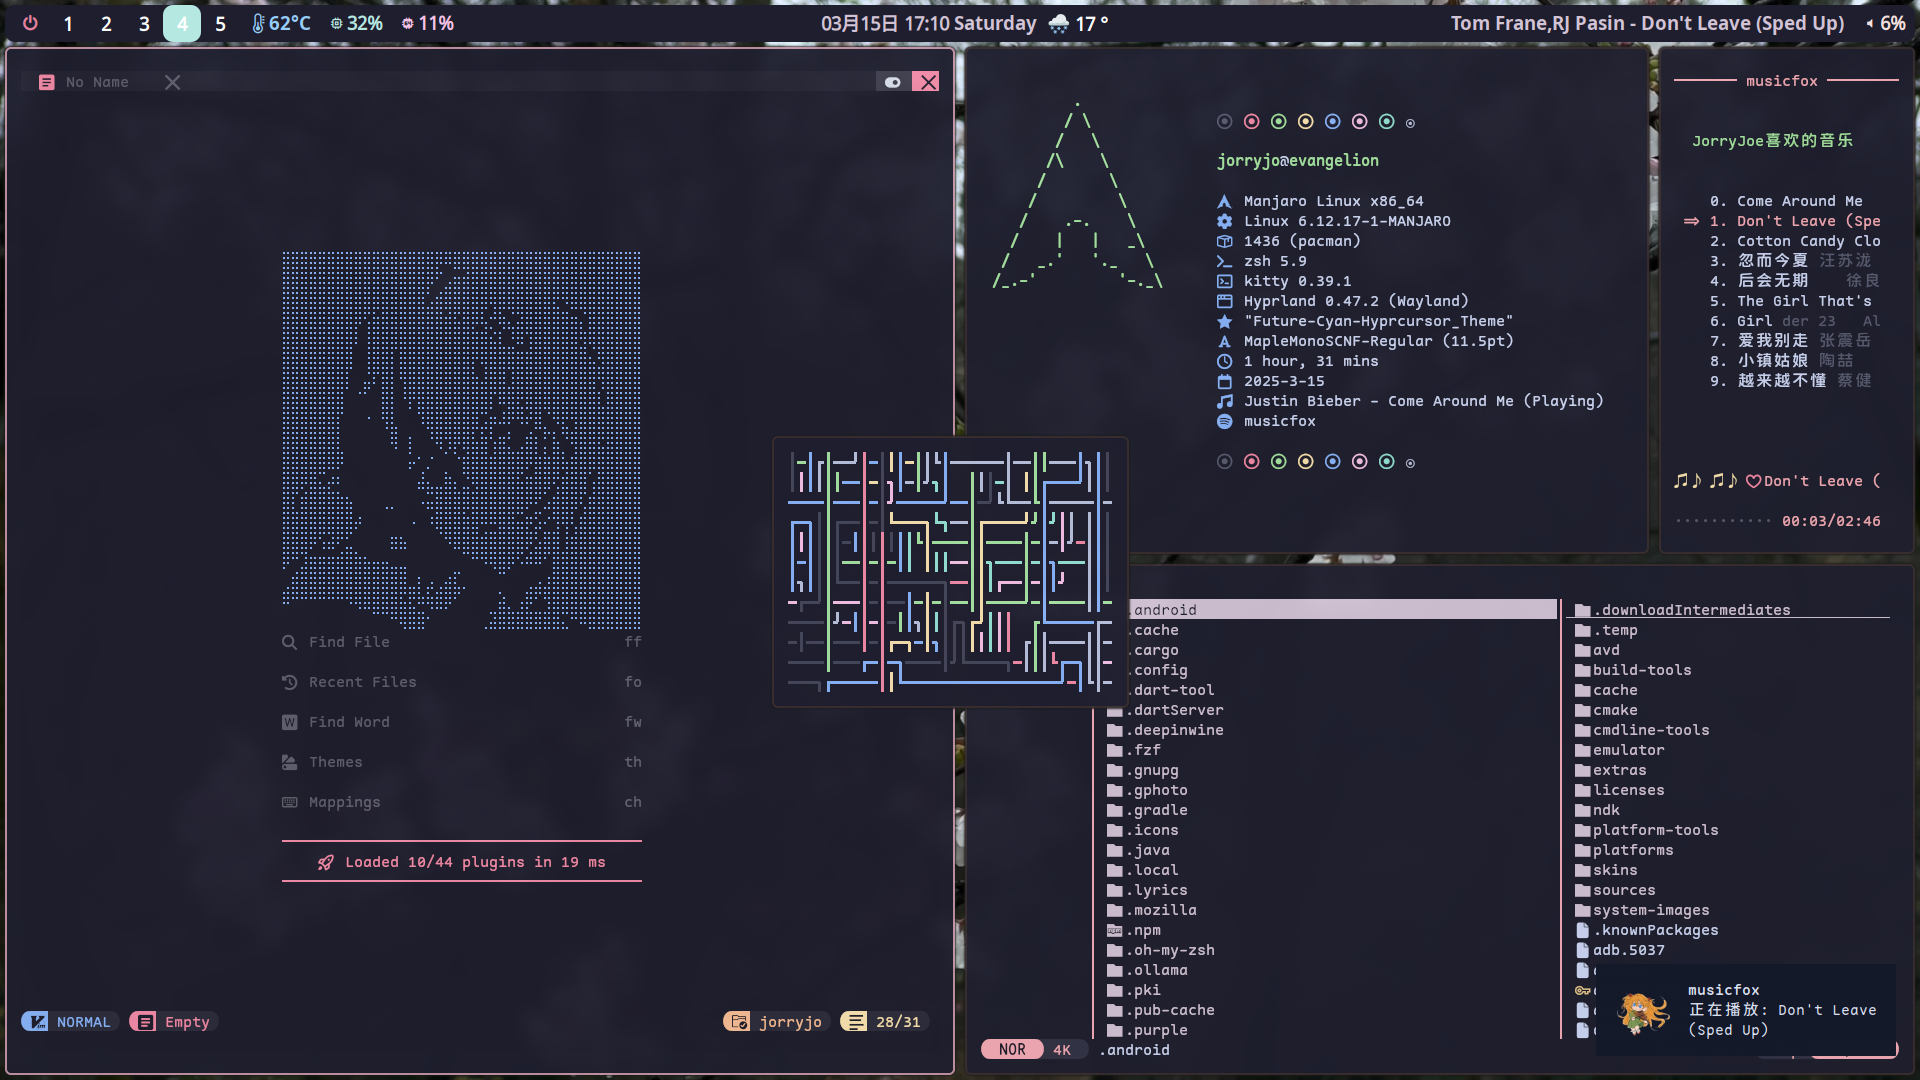 1 2 3 4 5 62°C 32% 11%
03月15日 17:10 Saturday 17 °
Tom Frane,RJ Pasin - Don't Leave (Sped Up) 6%
No Name
Find File ff
Recent Files fo
Find Word fw
Themes th
Mappings ch
Loaded 10/44 plugins in 19 ms
NORMAL Empty jorryjo 28/31
jorryjo@evangelion
Manjaro Linux x86_64
Linux 6.12.17-1-MANJARO
1436 (pacman)
zsh 5.9
kitty 0.39.1
Hyprland 0.47.2 (Wayland)
"Future-Cyan-Hyprcursor_Theme"
MapleMonoSCNF-Regular (11.5pt)
1 hour, 31 mins
2025-3-15
Justin Bieber - Come Around Me (Playing)
musicfox
musicfox
JorryJoe喜欢的音乐
0. Come Around Me
⇒ 1. Don't Leave (Spe
2. Cotton Candy Clo
3. 忽而今夏 汪苏泷
4. 后会无期 徐良
5. The Girl That's
6. Girl der 23 Al
7. 爱我别走 张震岳
8. 小镇姑娘 陶喆
9. 越来越不懂 蔡健
♫♪ ♫♪ ♡Don't Leave (
00:03/02:46
.android
.cache
.cargo
.config
.dart-tool
.dartServer
.deepinwine
.fzf
.gnupg
.gphoto
.gradle
.icons
.java
.local
.lyrics
.mozilla
.npm
.oh-my-zsh
.ollama
.pki
.pub-cache
.purple
.downloadIntermediates
.temp
avd
build-tools
cache
cmake
cmdline-tools
emulator
extras
licenses
ndk
platform-tools
platforms
skins
sources
system-images
.knownPackages
adb.5037
NOR 4K .android
musicfox
正在播放: Don't Leave
(Sped Up)